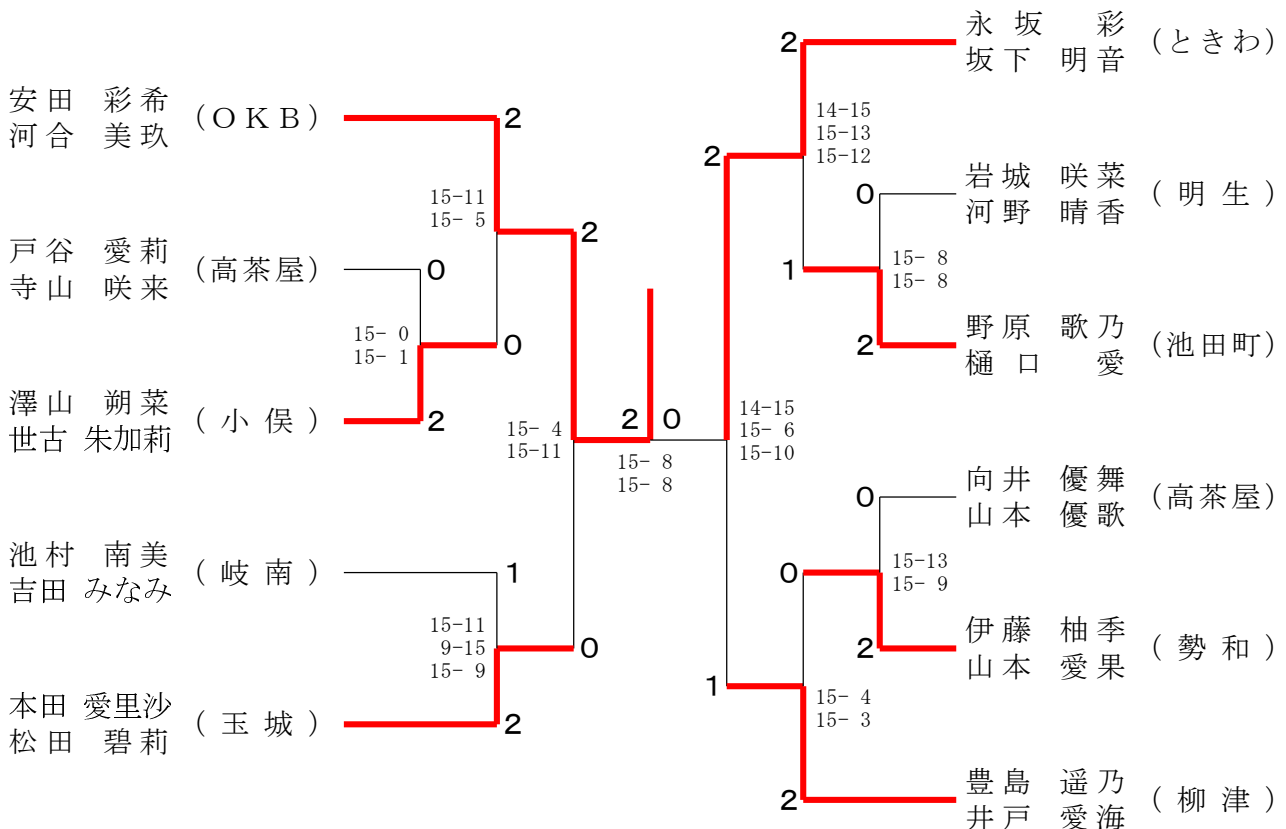 安田 彩希
河合 美玖
(OKB)
2
15-11
15- 5
戸谷 愛莉
寺山 咲来
(高茶屋)
0
15- 0
15- 1
0
澤山 朔菜
世古 朱加莉
(小俣)
2
2
15- 4
15-11
池村 南美
吉田 みなみ
(岐南)
1
15-11
9-15
15- 9
0
本田 愛里沙
松田 碧莉
(玉城)
2
2 0
15- 8
15- 8
2
永坂 彩
坂下 明音
(ときわ)
14-15
15-13
15-12
2
0
岩城 咲菜
河野 晴香
(明生)
15- 8
15- 8
1
2
野原 歌乃
樋口 愛
(池田町)
14-15
15- 6
15-10
0
向井 優舞
山本 優歌
(高茶屋)
15-13
15- 9
0
2
伊藤 柚季
山本 愛果
(勢和)
1
15- 4
15- 3
2
豊島 遥乃
井戸 愛海
(柳津)